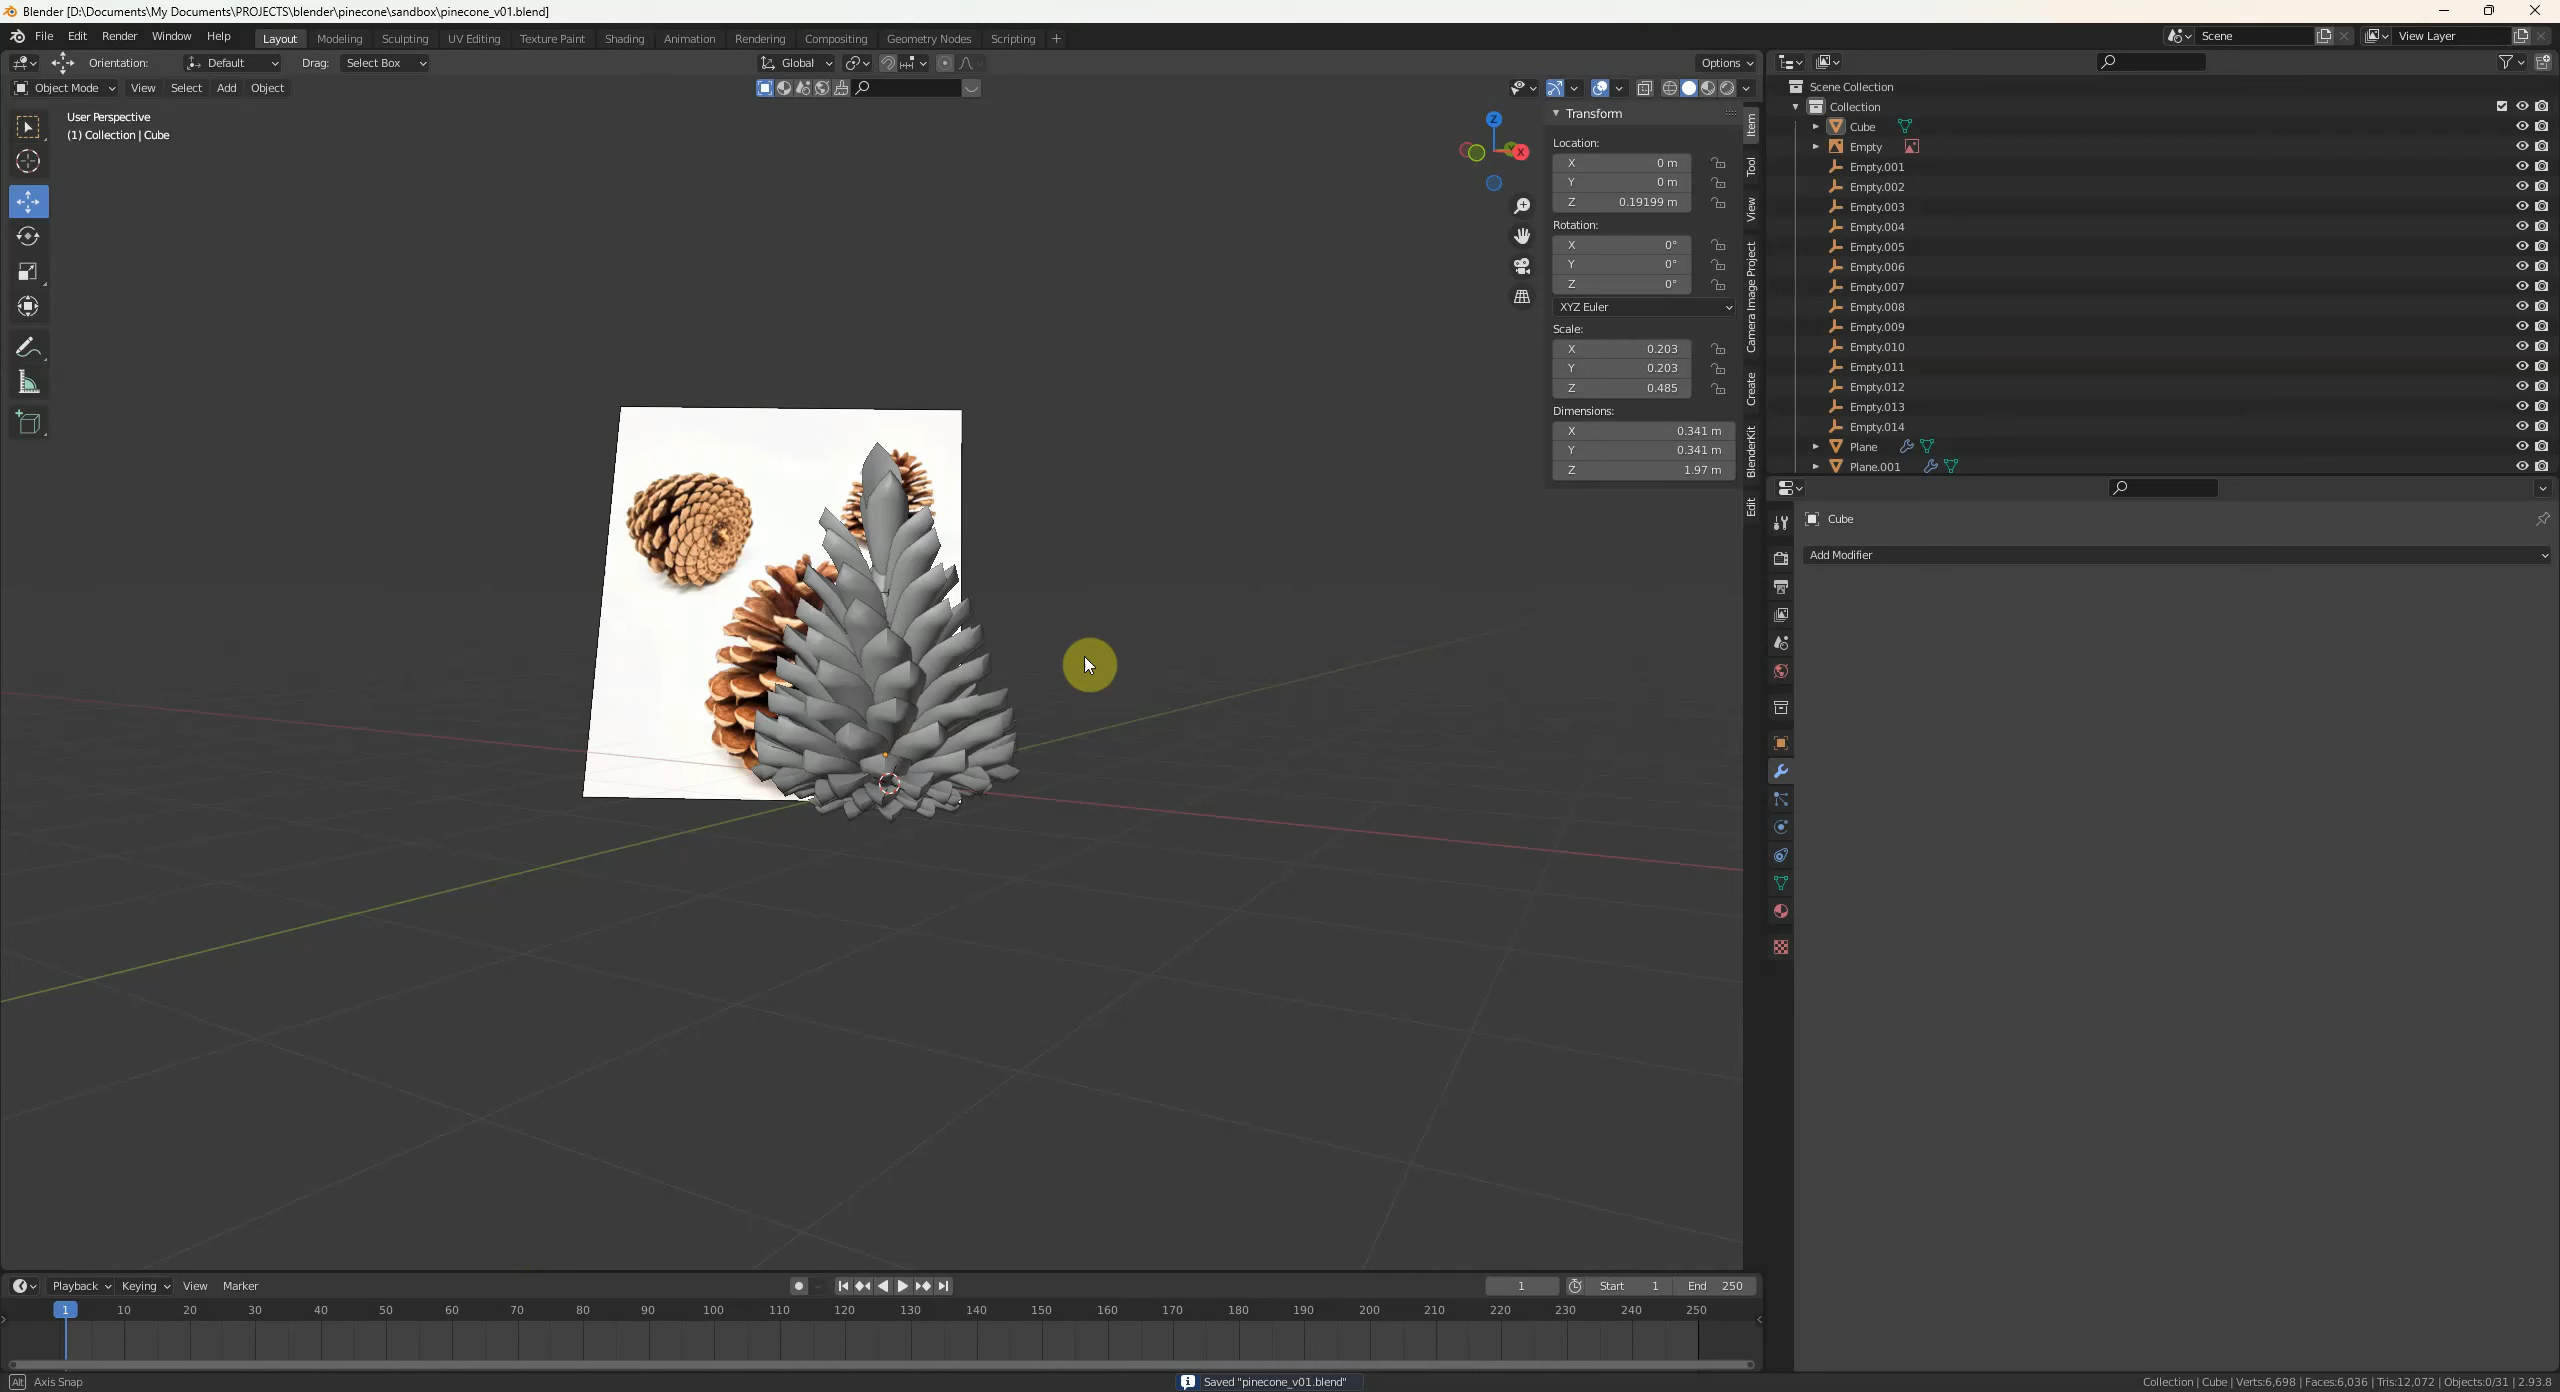 Blender [D:\Documents\My Documents\PROJECTS\blender\pinecone\sandbox\pinecone_v01.blend]
File Edit Render Window Help Layout Modeling Sculpting UV Editing Texture Paint Shading Animation Rendering Compositing Geometry Nodes Scripting + Scene View Layer
Orientation: Default Drag: Select Box Global Options
Object Mode View Select Add Object
User Perspective
(1) Collection | Cube
Z
X
Transform
Location:
X 0 m
Y 0 m
Z 0.19199 m
Rotation:
X 0°
Y 0°
Z 0°
XYZ Euler
Scale:
X 0.203
Y 0.203
Z 0.485
Dimensions:
X 0.341 m
Y 0.341 m
Z 1.97 m
Item
Tool
View
Camera Image Project
Create
BlenderKit
Edit
Scene Collection
Collection
Cube
Empty
Empty.001
Empty.002
Empty.003
Empty.004
Empty.005
Empty.006
Empty.007
Empty.008
Empty.009
Empty.010
Empty.011
Empty.012
Empty.013
Empty.014
Plane
Plane.001
Cube
Add Modifier
Playback Keying View Marker 1 Start 1 End 250
1 10 20 30 40 50 60 70 80 90 100 110 120 130 140 150 160 170 180 190 200 210 220 230 240 250
Alt Axis Snap Saved "pinecone_v01.blend" Collection | Cube | Verts:6,698 | Faces:6,036 | Tris:12,072 | Objects:0/31 | 2.93.8